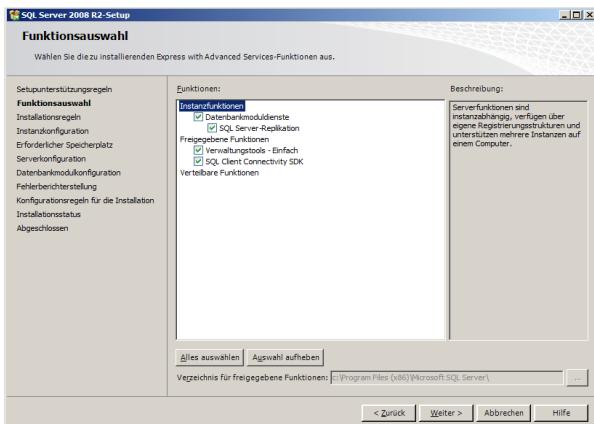 SQL Server 2008 R2-Setup
Funktionsauswahl
Wählen Sie die zu installierenden Express with Advanced Services-Funktionen aus.
Setupunterstützungsregeln
Funktionsauswahl
Installationsregeln
Instanzkonfiguration
Erforderlicher Speicherplatz
Serverkonfiguration
Datenbankmodulkonfiguration
Fehlerberichterstellung
Konfigurationsregeln für die Installation
Installationsstatus
Abgeschlossen
Funktionen:
Instanzfunktionen
Datenbankmoduldienste
SQL Server-Replikation
Freigegebene Funktionen
Verwaltungstools - Einfach
SQL Client Connectivity SDK
Verteilbare Funktionen
Beschreibung:
Serverfunktionen sind
instanzabhängig, verfügen über
eigene Registrierungsstrukturen und
unterstützen mehrere Instanzen auf
einem Computer.
Alles auswählen
Auswahl aufheben
Verzeichnis für freigegebene Funktionen:
c:\Program Files (x86)\Microsoft SQL Server\
...
< Zurück
Weiter >
Abbrechen
Hilfe